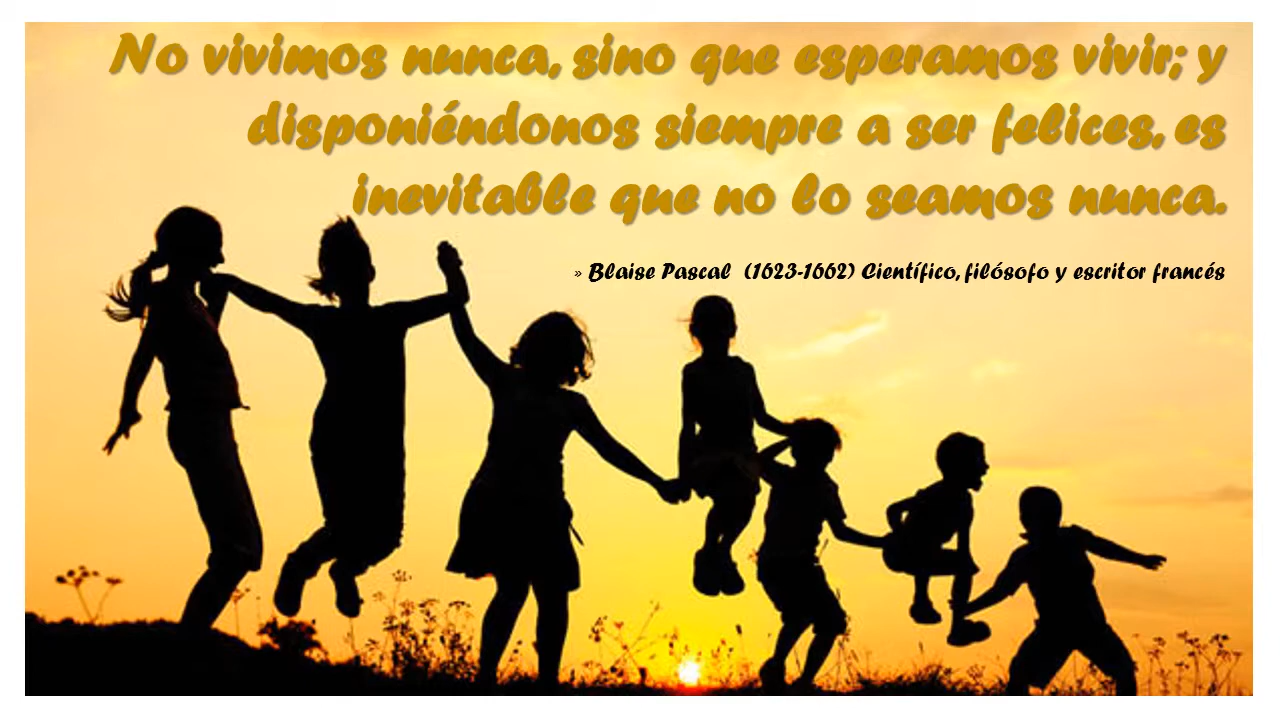 No vivimos nunca, sino que esperamos vivir; y
disponiéndonos siempre a ser felices, es
inevitable que no lo seamos nunca.
» Blaise Pascal (1623-1662) Científico, filósofo y escritor francés